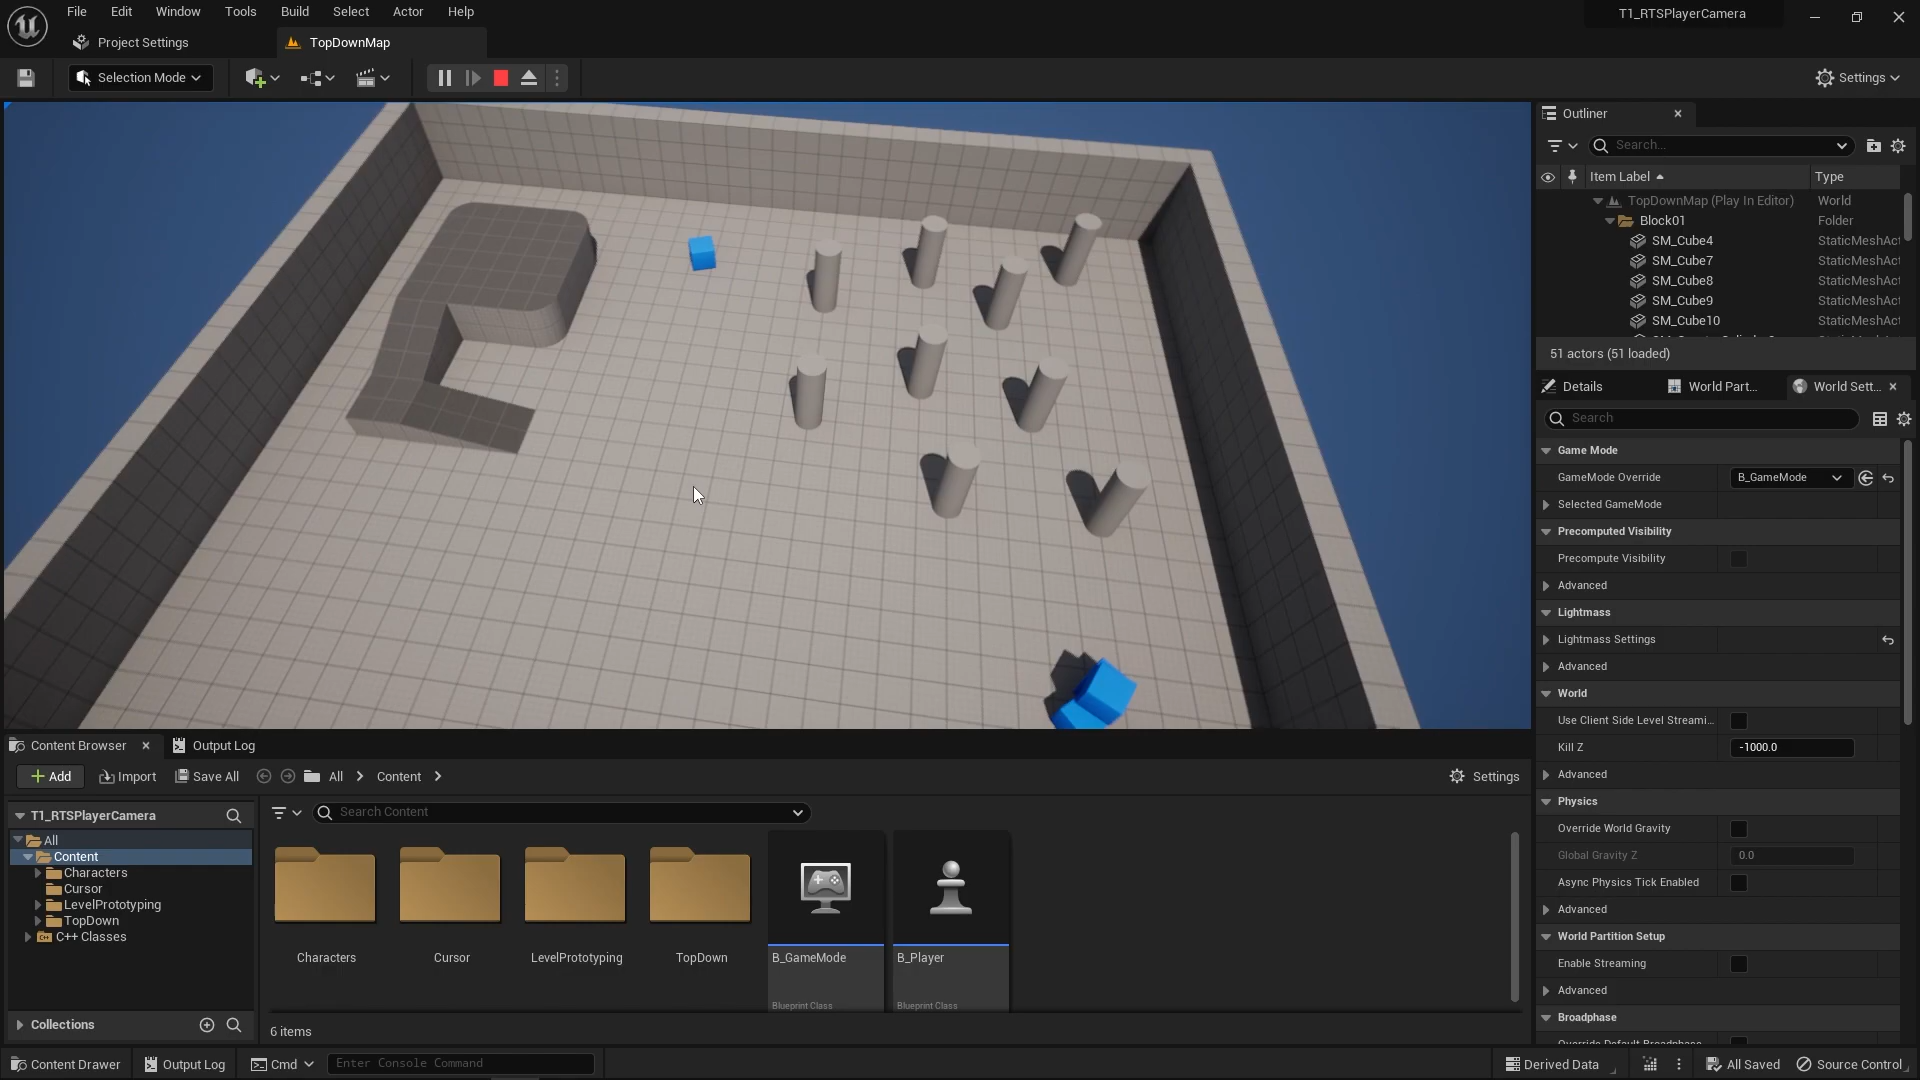 File Edit Window Tools Build Select Actor Help
T1_RTSPlayerCamera
Project Settings
TopDownMap
Selection Mode
Settings
Outliner
Search...
Item Label
Type
TopDownMap (Play In Editor) World
Block01 Folder
SM_Cube4 StaticMeshAct
SM_Cube7 StaticMeshAct
SM_Cube8 StaticMeshAct
SM_Cube9 StaticMeshAct
SM_Cube10 StaticMeshAct
51 actors (51 loaded)
Details
World Part...
World Sett...
Search
Game Mode
GameMode Override B_GameMode
Selected GameMode
Precomputed Visibility
Precompute Visibility
Advanced
Lightmass
Lightmass Settings
Advanced
World
Use Client Side Level Streami...
Kill Z -1000.0
Advanced
Physics
Override World Gravity
Global Gravity Z 0.0
Async Physics Tick Enabled
Advanced
World Partition Setup
Enable Streaming
Advanced
Broadphase
Content Browser
Output Log
Add
Import
Save All
All
Content
Settings
T1_RTSPlayerCamera
Search Content
All
Content
Characters
Cursor
LevelPrototyping
TopDown
C++ Classes
Characters
Cursor
LevelPrototyping
TopDown
B_GameMode
Blueprint Class
B_Player
Blueprint Class
Collections
6 items
Content Drawer
Output Log
Cmd
Enter Console Command
Derived Data
All Saved
Source Control